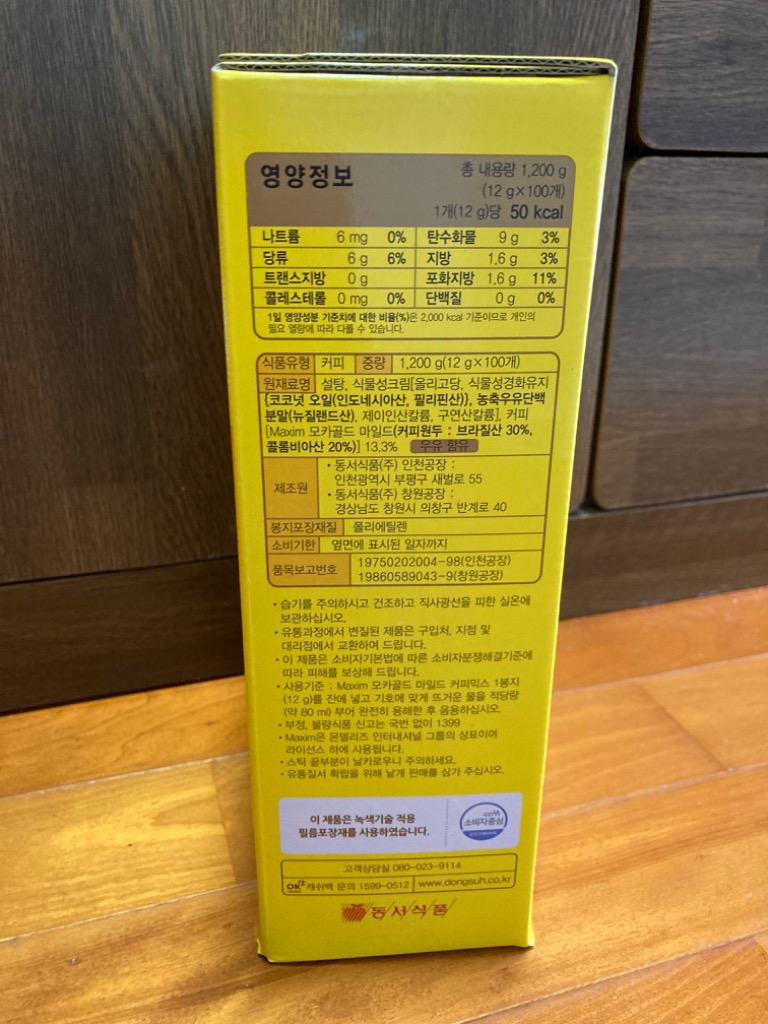 영양정보
총 내용량 1,200 g
(12 g×100개)
1개(12 g)당 50 kcal
나트륨 6 mg 0% 탄수화물 9 g 3%
당류 6 g 6% 지방 1.6 g 3%
트랜스지방 0 g 포화지방 1.6 g 11%
콜레스테롤 0 mg 0% 단백질 0 g 0%
1일 영양성분 기준치에 대한 비율(%)은 2,000 kcal 기준이므로 개인의
필요 열량에 따라 다를 수 있습니다.
식품유형 커피 중량 1,200 g(12 g×100개)
원재료명 설탕, 식물성크림[올리고당, 식물성경화유지
{코코넛 오일(인도네시아산, 필리핀산)}, 농축우유단백
분말(뉴질랜드산), 제이인산칼륨, 구연산칼륨], 커피
[Maxim 모카골드 마일드(커피원두 : 브라질산 30%,
콜롬비아산 20%)] 13.3% 우유 함유
제조원
• 동서식품(주) 인천공장 :
인천광역시 부평구 새벌로 55
• 동서식품(주) 창원공장 :
경상남도 창원시 의창구 반계로 40
봉지포장재질 폴리에틸렌
소비기한 옆면에 표시된 일자까지
품목보고번호
19750202004-98(인천공장)
19860589043-9(창원공장)
• 습기를 주의하시고 건조하고 직사광선을 피한 실온에
보관하십시오.
• 유통과정에서 변질된 제품은 구입처, 지점 및
대리점에서 교환하여 드립니다.
• 이 제품은 소비자기본법에 따른 소비자분쟁해결기준에
따라 피해를 보상해 드립니다.
• 사용기준 : Maxim 모카골드 마일드 커피믹스 1봉지
(12 g)를 잔에 넣고 기호에 맞게 뜨거운 물을 적당량
(약 80 ml) 부어 완전히 용해한 후 음용하십시오.
• 부정, 불량식품 신고는 국번 없이 1399
• Maxim은 몬델리즈 인터내셔널 그룹의 상표이며
라이선스 하에 사용됩니다.
• 스틱 끝부분이 날카로우니 주의하세요.
• 유통질서 확립을 위해 낱개 판매를 삼가 주십시오.
이 제품은 녹색기술 적용
필름포장재를 사용하였습니다.
CCM
소비자중심
고객상담실 080-023-9114
OK 캐쉬백 문의 1599-0512 www.dongsuh.co.kr
동서식품